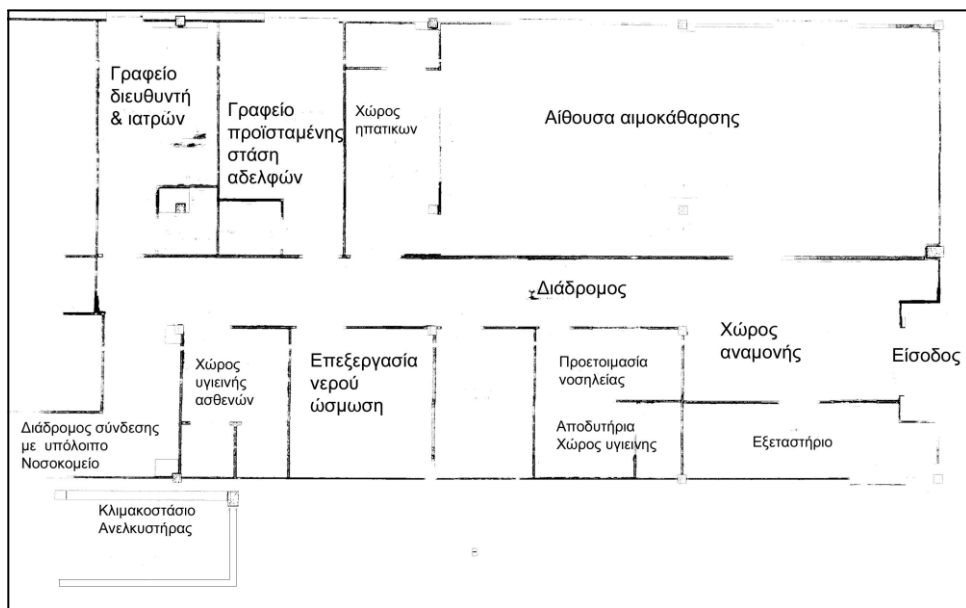 Γραφείο
διευθυντή
& ιατρών
Γραφείο
προϊσταμένης
στάση
αδελφών
Χώρος
ηπατικων
Αίθουσα αιμοκάθαρσης
Διάδρομος
Χώρος
αναμονής
Είσοδος
Χώρος
υγιεινής
ασθενών
Επεξεργασία
νερού
ώσμωση
Προετοιμασία
νοσηλείας
Αποδυτήρια
Χώρος υγιεινης
Εξεταστήριο
Διάδρομος σύνδεσης
με υπόλοιπο
Νοσοκομείο
Κλιμακοστάσιο
Ανελκυστήρας